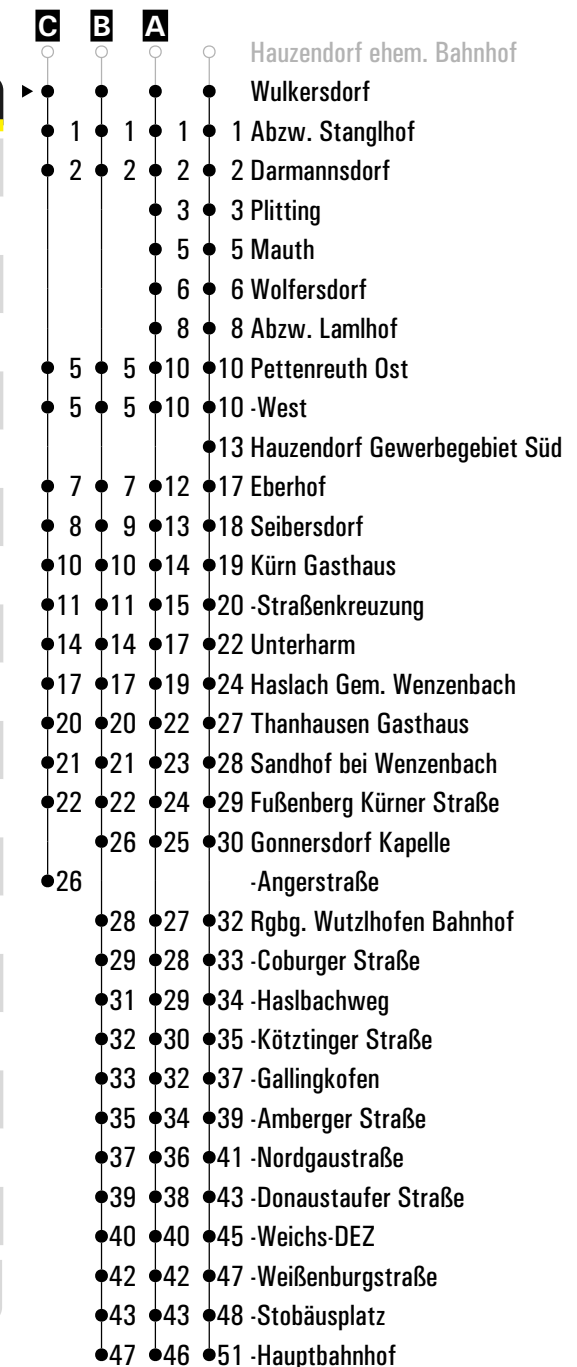 C B A
Hauzendorf ehem. Bahnhof
Wulkersdorf
1 1 1 1 Abzw. Stanglhof
2 2 2 2 Darmannsdorf
3 3 Plitting
5 5 Mauth
6 6 Wolfersdorf
8 8 Abzw. Lamlhof
5 5 10 10 Pettenreuth Ost
5 5 10 10 -West
13 Hauzendorf Gewerbegebiet Süd
7 7 12 17 Eberhof
8 9 13 18 Seibersdorf
10 10 14 19 Kürn Gasthaus
11 11 15 20 -Straßenkreuzung
14 14 17 22 Unterharm
17 17 19 24 Haslach Gem. Wenzenbach
20 20 22 27 Thanhausen Gasthaus
21 21 23 28 Sandhof bei Wenzenbach
22 22 24 29 Fußenberg Kürner Straße
26 25 30 Gonnersdorf Kapelle
26 -Angerstraße
28 27 32 Rgbg. Wutzlhofen Bahnhof
29 28 33 -Coburger Straße
31 29 34 -Haslbachweg
32 30 35 -Kötztinger Straße
33 32 37 -Gallingkofen
35 34 39 -Amberger Straße
37 36 41 -Nordgaustraße
39 38 43 -Donaustaufer Straße
40 40 45 -Weichs-DEZ
42 42 47 -Weißenburgstraße
43 43 48 -Stobäusplatz
47 46 51 -Hauptbahnhof